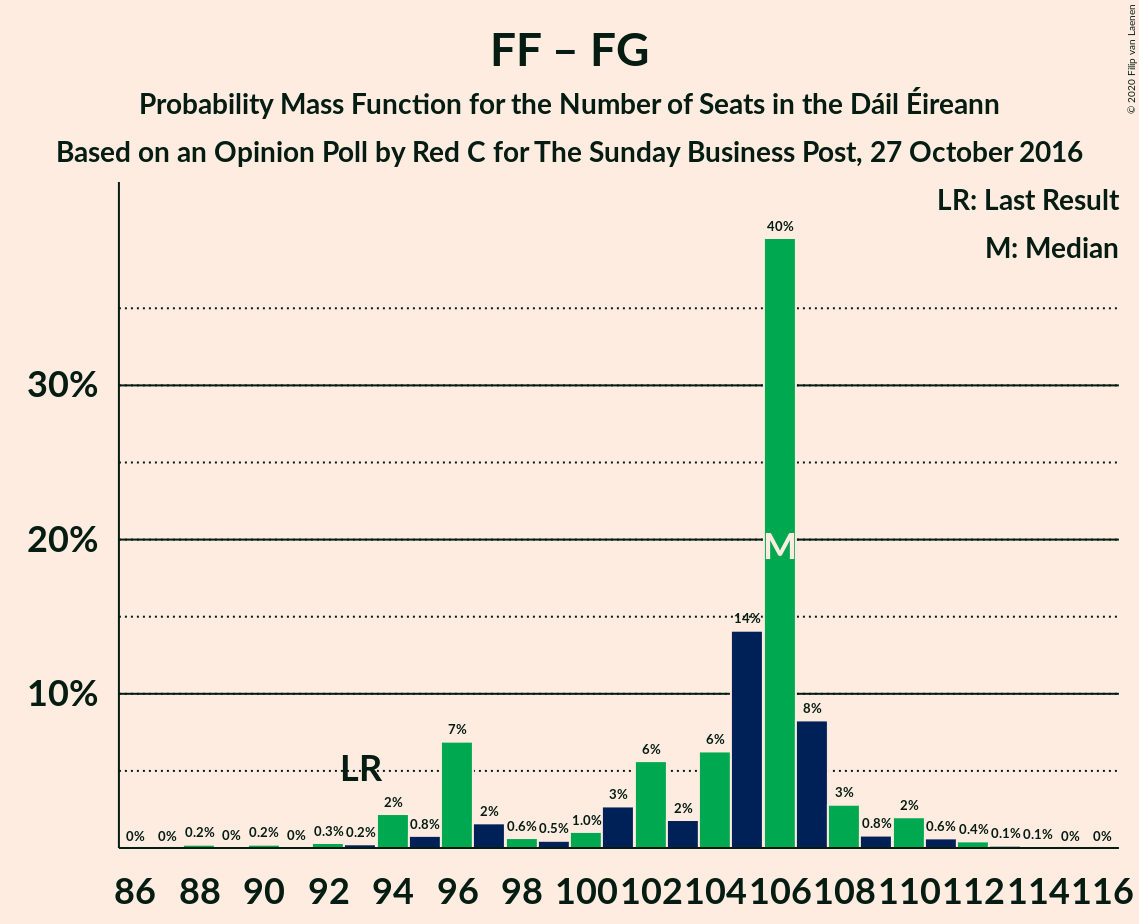 FF – FG
Probability Mass Function for the Number of Seats in the Dáil Éireann
Based on an Opinion Poll by Red C for The Sunday Business Post, 27 October 2016
© 2020 Filip van Laenen
LR: Last Result
M: Median
30%
20%
10%
0% 0% 0.2% 0% 0.2% 0% 0.3% 0.2% 2% 0.8% 7% 2% 0.6% 0.5% 1.0% 3% 6% 2% 6% 14% 40% 8% 3% 0.8% 2% 0.6% 0.4% 0.1% 0.1% 0% 0%
LR
M
86 88 90 92 94 96 98 100 102 104 106 108 110 112 114 116